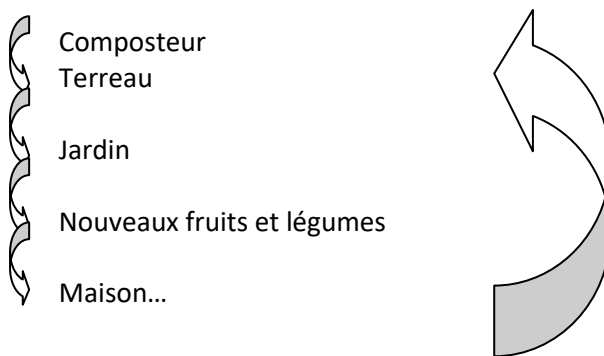 Composteur
Terreau
Jardin
Nouveaux fruits et légumes
Maison…